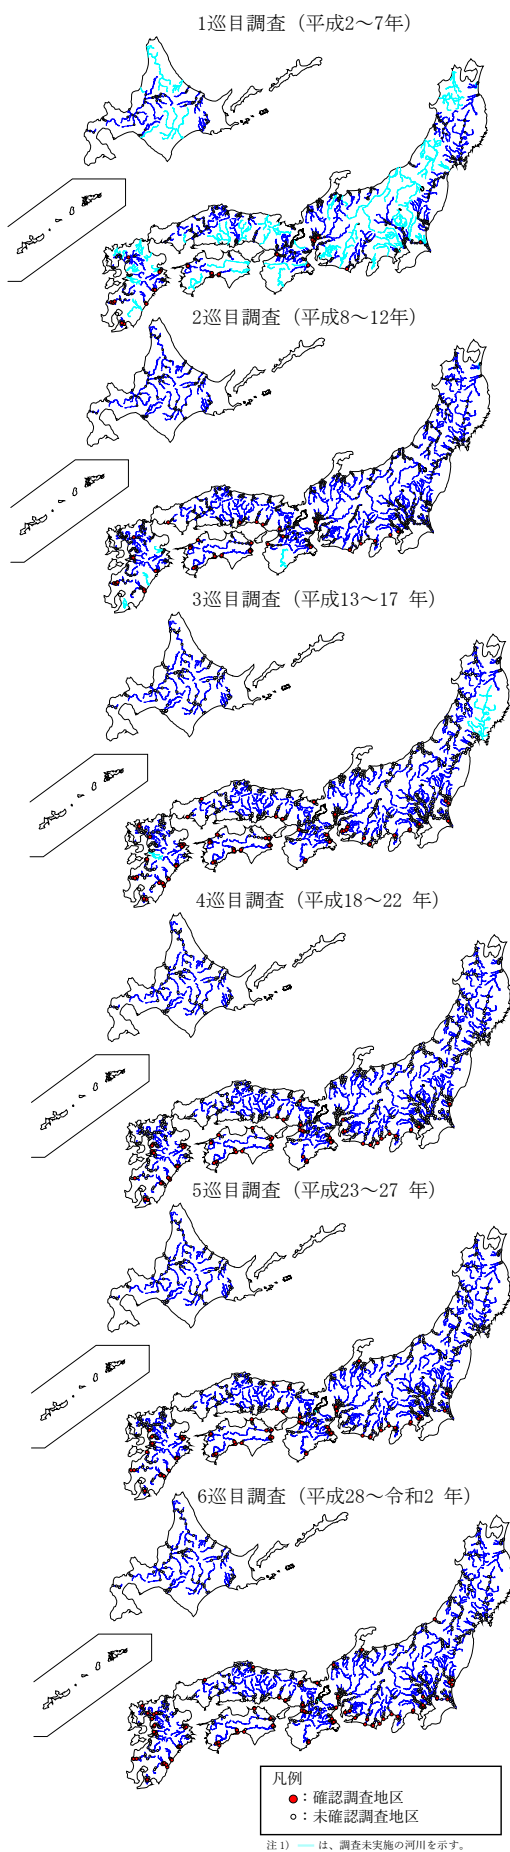 1巡目調査（平成2～7年）
2巡目調査（平成8～12年）
3巡目調査（平成13～17 年）
4巡目調査（平成18～22 年）
5巡目調査（平成23～27 年）
6巡目調査（平成28～令和2 年）
凡例
●：確認調査地区
○：未確認調査地区
注 1） ― は、調査未実施の河川を示す。